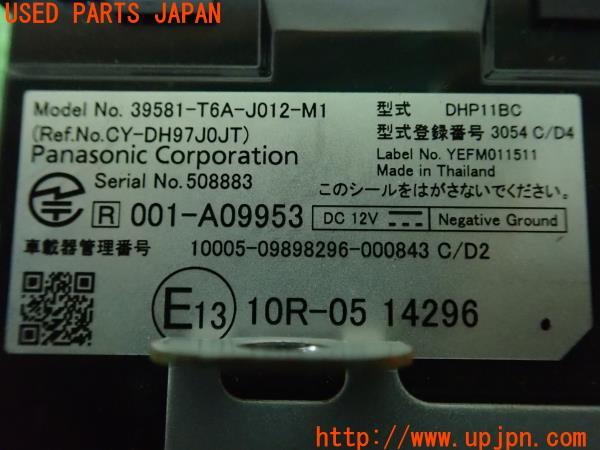 USED PARTS JAPAN
Model No. 39581-T6A-J012-M1
(Ref.No.CY-DH97J0JT)
Panasonic Corporation
Serial No.508883
型式 DHP11BC
型式登録番号 3054 C/D4
Label No. YEFM011511
Made in Thailand
このシールをはがさないでください。
R 001-A09953 DC 12V Negative Ground
車載器管理番号 10005-09898296-000843 C/D2
E13 10R-05 14296
USED PARTS JAPAN
www.upjpn.com